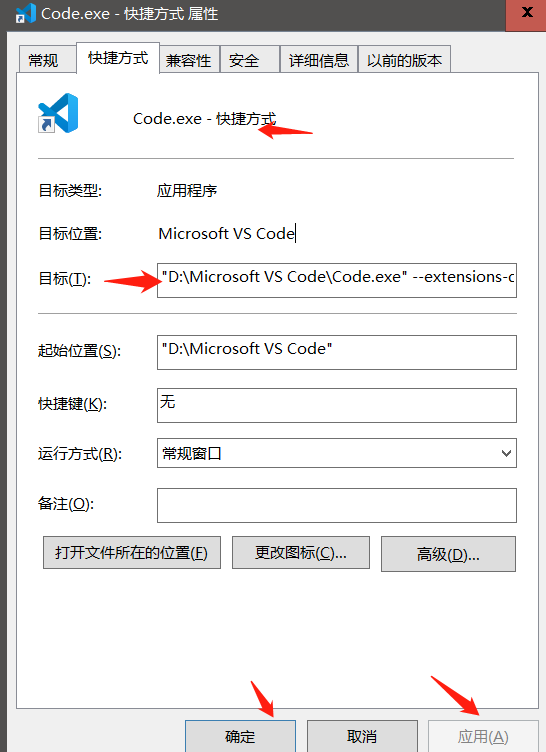 Code.exe - 快捷方式 属性
x
常规 快捷方式 兼容性 安全 详细信息 以前的版本
Code.exe - 快捷方式
目标类型: 应用程序
目标位置: Microsoft VS Code
目标(T): "D:\Microsoft VS Code\Code.exe" --extensions-c
起始位置(S): "D:\Microsoft VS Code"
快捷键(K): 无
运行方式(R): 常规窗口
备注(O):
打开文件所在的位置(F) 更改图标(C)... 高级(D)...
确定 取消 应用(A)